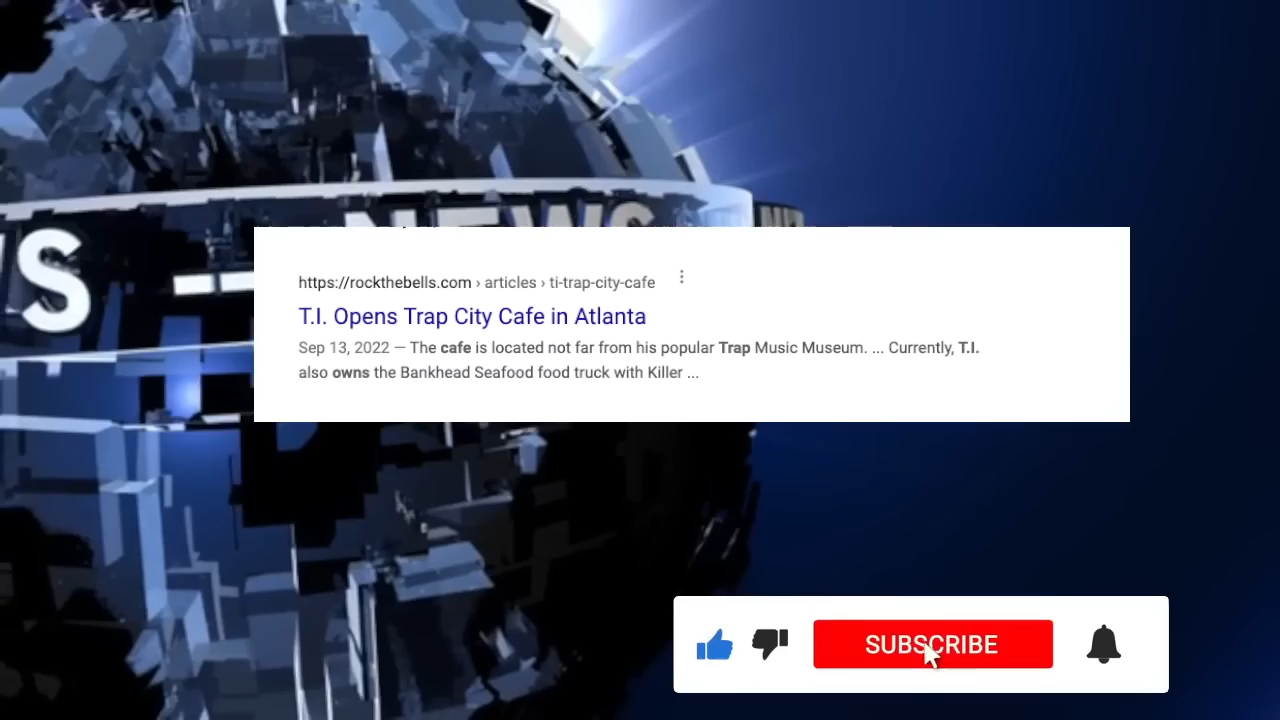 NEWS
S
https://rockthebells.com › articles › ti-trap-city-cafe
T.I. Opens Trap City Cafe in Atlanta
Sep 13, 2022 — The cafe is located not far from his popular Trap Music Museum. ... Currently, T.I.
also owns the Bankhead Seafood food truck with Killer ...
SUBSCRIBE